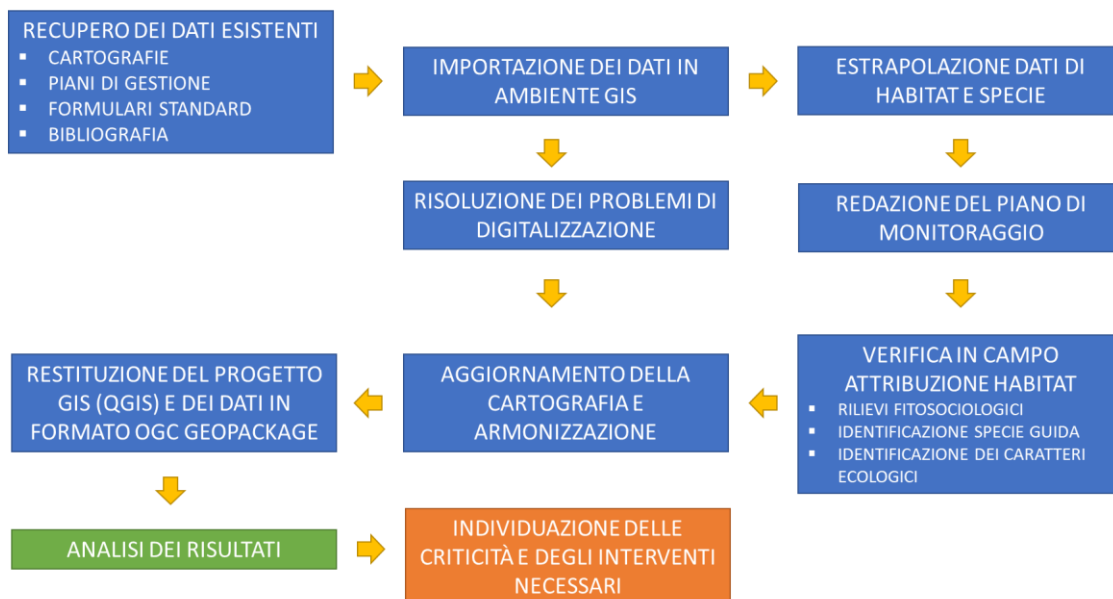 RECUPERO DEI DATI ESISTENTI
▪ CARTOGRAFIE
▪ PIANI DI GESTIONE
▪ FORMULARI STANDARD
▪ BIBLIOGRAFIA
IMPORTAZIONE DEI DATI IN
AMBIENTE GIS
ESTRAPOLAZIONE DATI DI
HABITAT E SPECIE
RISOLUZIONE DEI PROBLEMI DI
DIGITALIZZAZIONE
REDAZIONE DEL PIANO DI
MONITORAGGIO
RESTITUZIONE DEL PROGETTO
GIS (QGIS) E DEI DATI IN
FORMATO OGC GEOPACKAGE
AGGIORNAMENTO DELLA
CARTOGRAFIA E
ARMONIZZAZIONE
VERIFICA IN CAMPO
ATTRIBUZIONE HABITAT
▪ RILIEVI FITOSOCIOLOGICI
▪ IDENTIFICAZIONE SPECIE GUIDA
▪ IDENTIFICAZIONE DEI CARATTERI
ECOLOGICI
ANALISI DEI RISULTATI
INDIVIDUAZIONE DELLE
CRITICITÀ E DEGLI INTERVENTI
NECESSARI